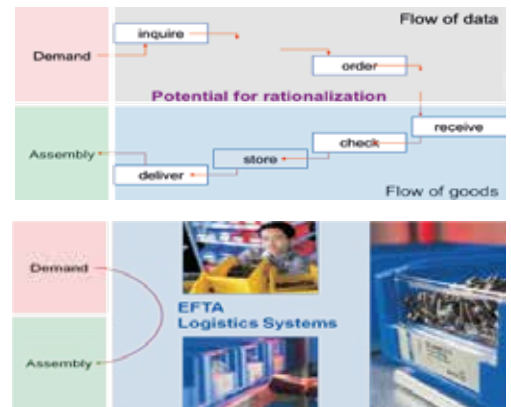 Flow of data
inquire
Demand
order
Potential for rationalization
receive
Assembly
check
store
deliver
Flow of goods
Demand
EFTA
Logistics Systems
Assembly